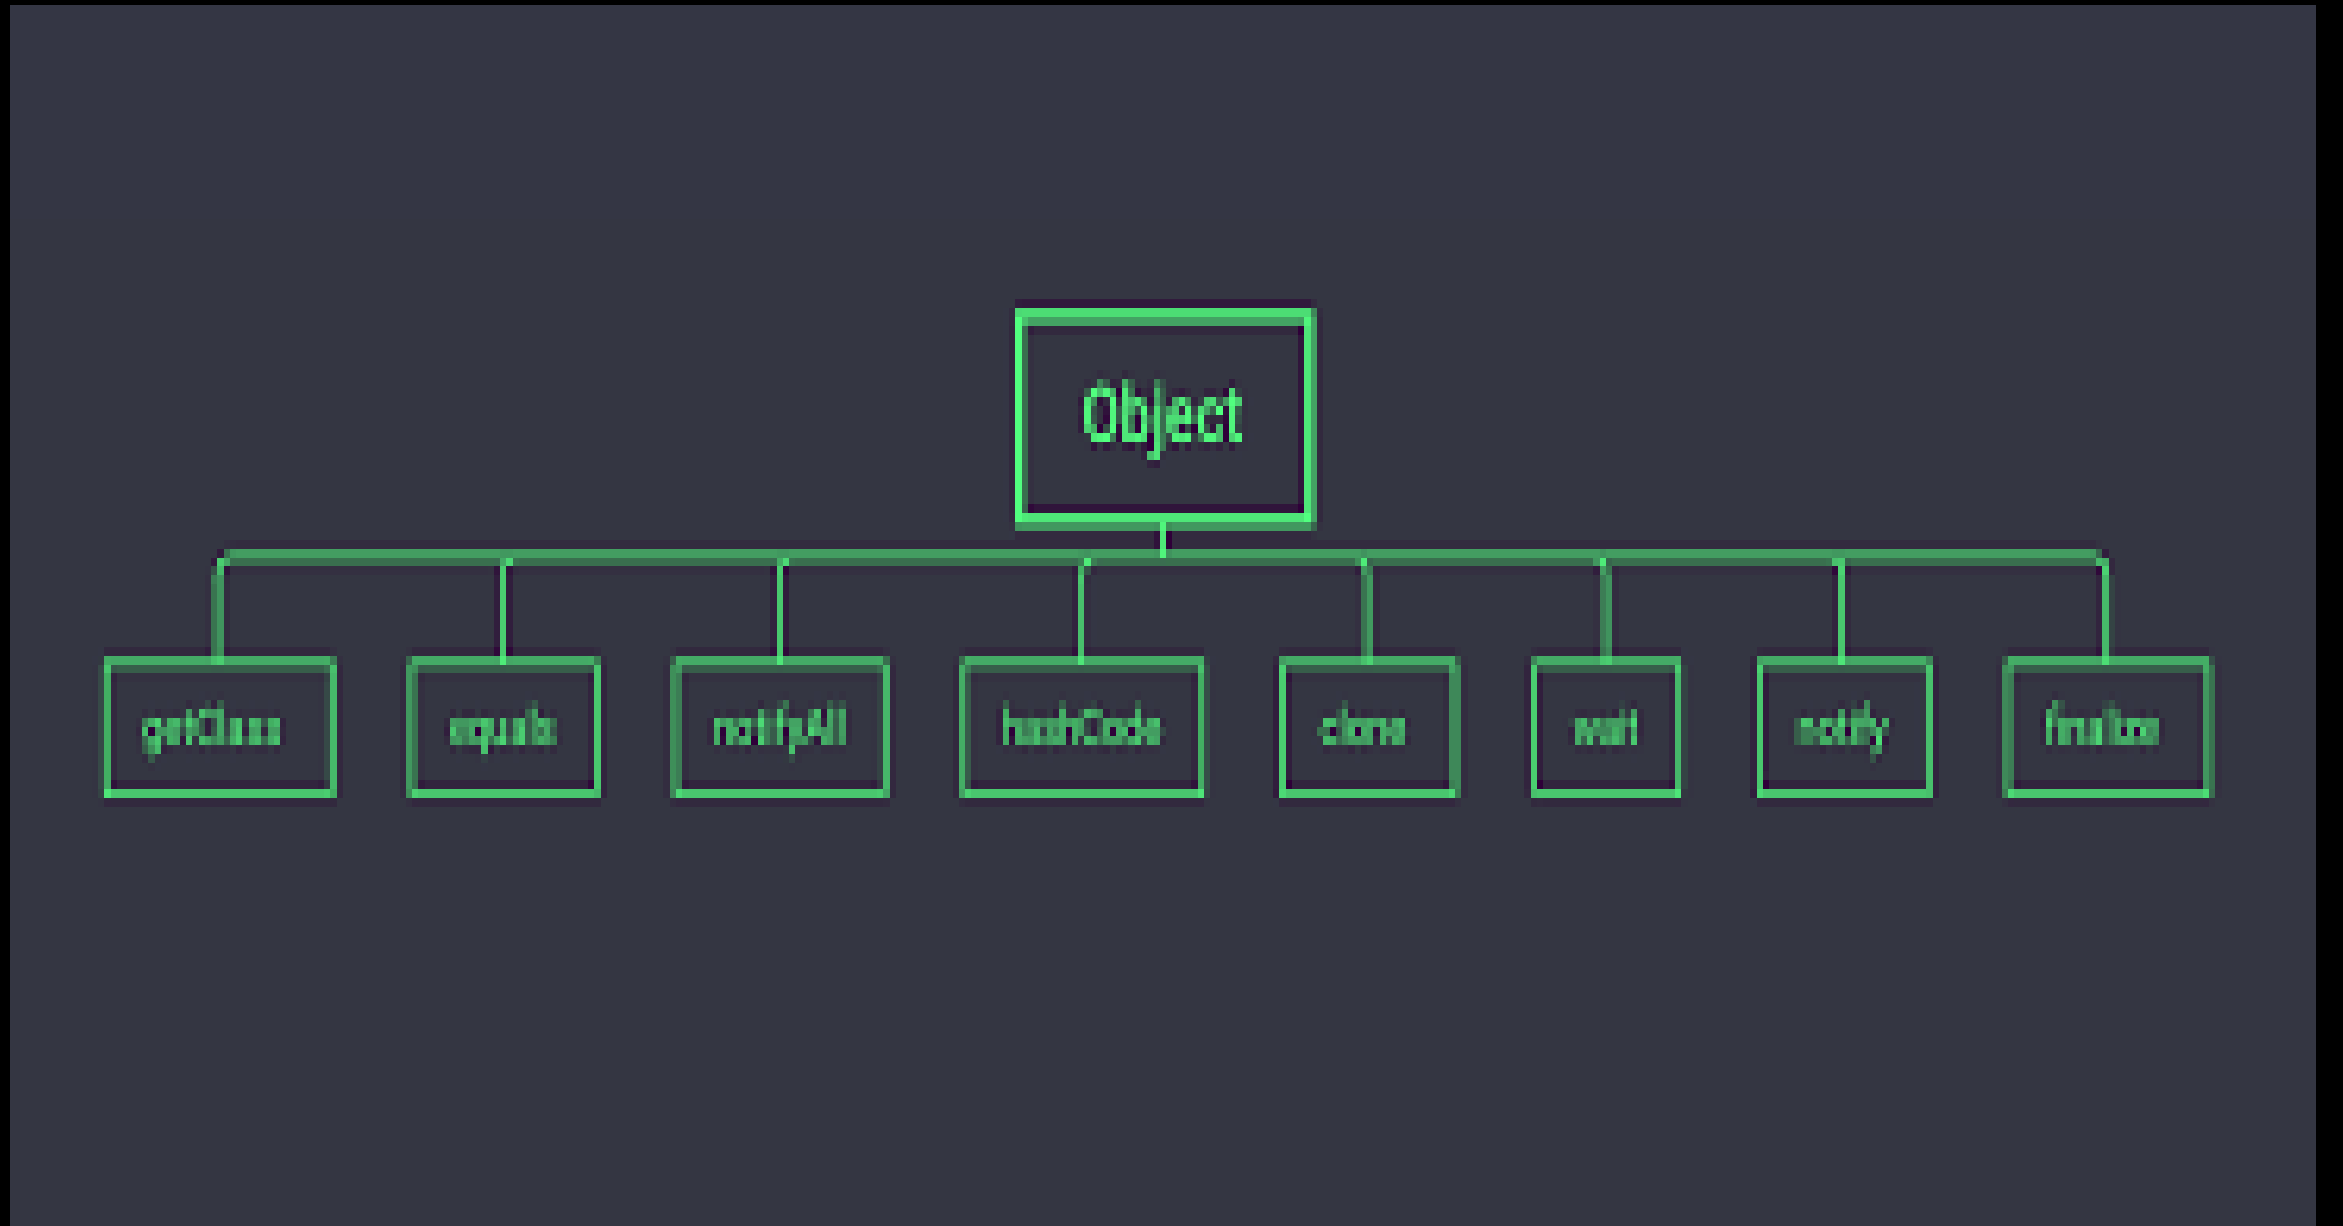 Object
getClass
equals
notifyAll
hashCode
clone
wait
notify
finalize